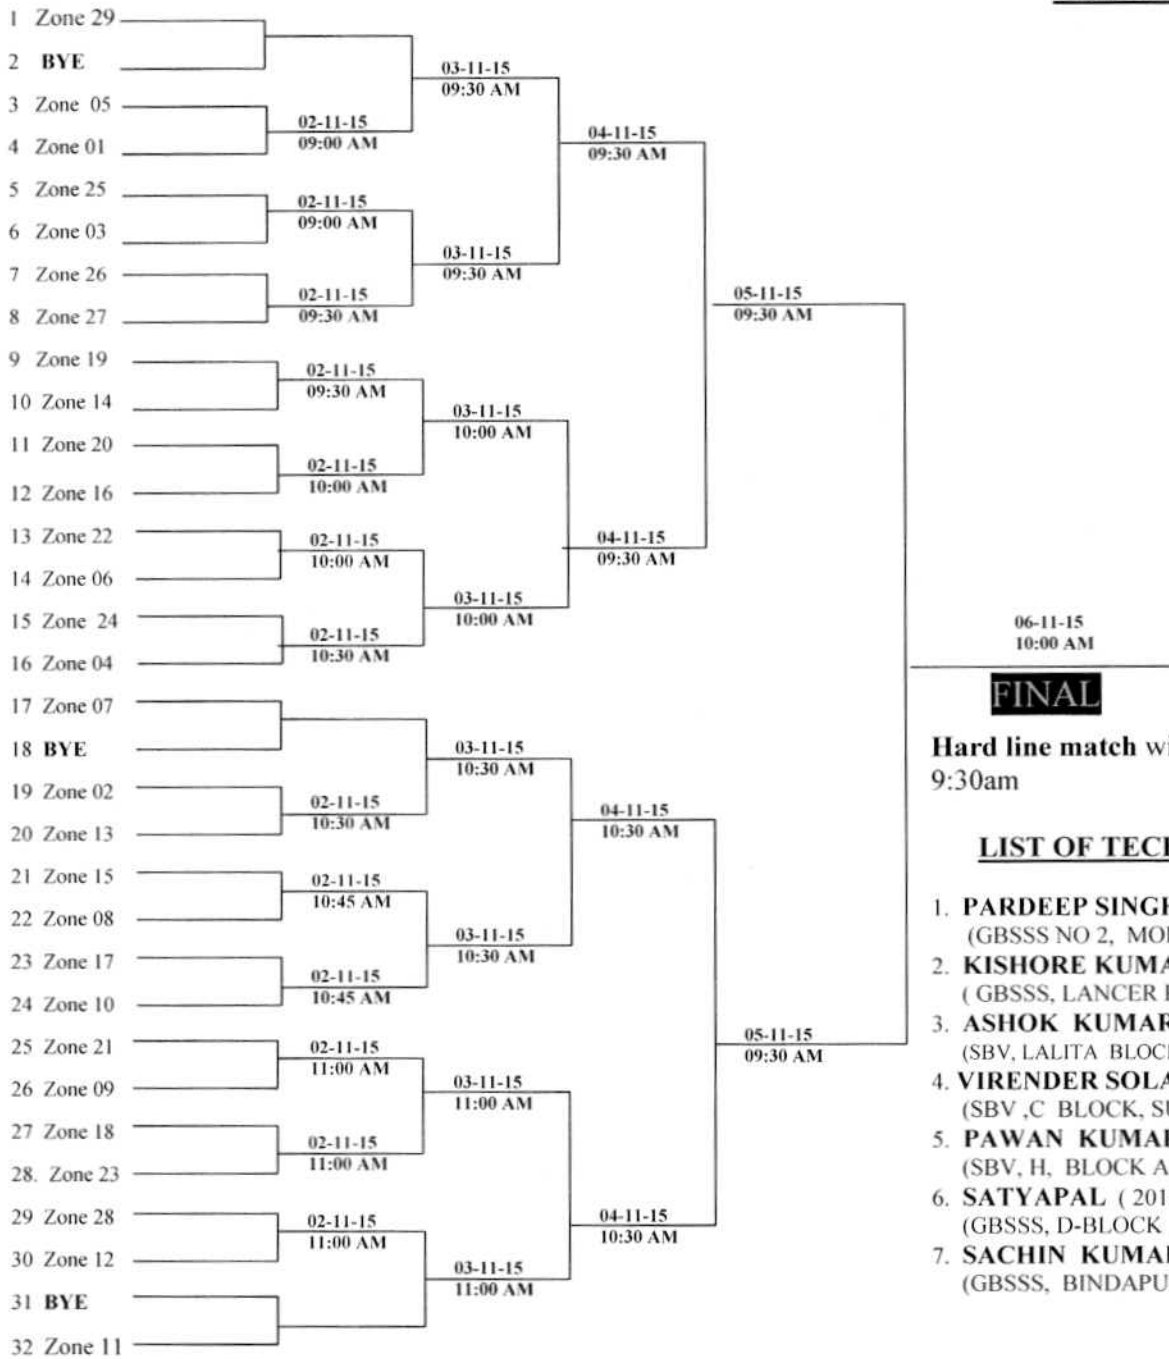 1 Zone 29
2 BYE
3 Zone 05
4 Zone 01
5 Zone 25
6 Zone 03
7 Zone 26
8 Zone 27
9 Zone 19
10 Zone 14
11 Zone 20
12 Zone 16
13 Zone 22
14 Zone 06
15 Zone 24
16 Zone 04
17 Zone 07
18 BYE
19 Zone 02
20 Zone 13
21 Zone 15
22 Zone 08
23 Zone 17
24 Zone 10
25 Zone 21
26 Zone 09
27 Zone 18
28. Zone 23
29 Zone 28
30 Zone 12
31 BYE
32 Zone 11
02-11-15
09:00 AM
02-11-15
09:00 AM
02-11-15
09:30 AM
02-11-15
09:30 AM
02-11-15
10:00 AM
02-11-15
10:00 AM
02-11-15
10:30 AM
02-11-15
10:30 AM
02-11-15
10:45 AM
02-11-15
10:45 AM
02-11-15
11:00 AM
02-11-15
11:00 AM
02-11-15
11:00 AM
03-11-15
09:30 AM
03-11-15
09:30 AM
03-11-15
10:00 AM
03-11-15
10:00 AM
03-11-15
10:30 AM
03-11-15
10:30 AM
03-11-15
11:00 AM
03-11-15
11:00 AM
04-11-15
09:30 AM
04-11-15
09:30 AM
04-11-15
10:30 AM
04-11-15
10:30 AM
05-11-15
09:30 AM
05-11-15
09:30 AM
06-11-15
10:00 AM
FINAL
Hard line match wi
9:30am
LIST OF TECH
1. PARDEEP SINGH
(GBSSS NO 2, MO
2. KISHORE KUMA
( GBSSS, LANCER
3. ASHOK KUMAR
(SBV, LALITA BLOC
4. VIRENDER SOLA
(SBV ,C BLOCK, SU
5. PAWAN KUMAR
(SBV, H, BLOCK A
6. SATYAPAL ( 201
(GBSSS, D-BLOCK
7. SACHIN KUMAR
(GBSSS, BINDAPU